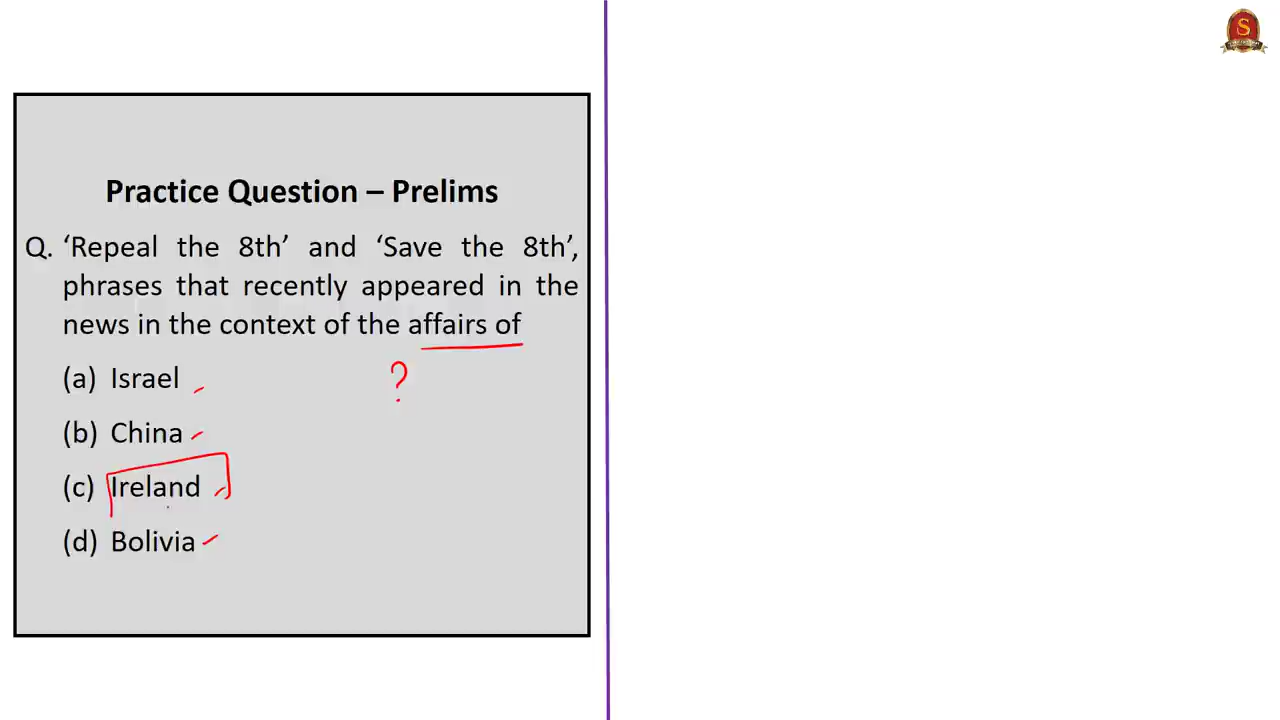 S
Practice Question – Prelims
Q. ‘Repeal the 8th’ and ‘Save the 8th’,
phrases that recently appeared in the
news in the context of the affairs of
?
(a) Israel
(b) China
(c) Ireland
(d) Bolivia